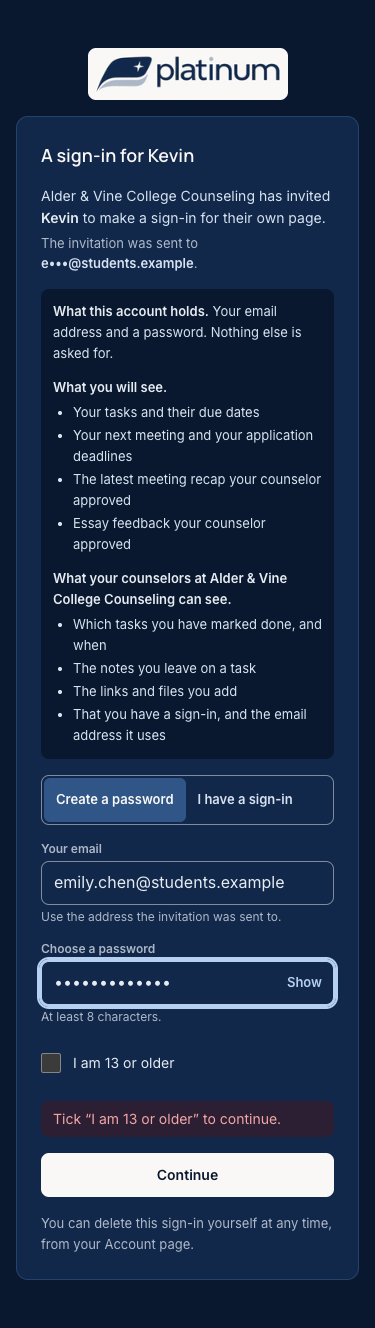 platinum
A sign-in for Kevin
Alder & Vine College Counseling has invited
Kevin to make a sign-in for their own page.
The invitation was sent to
e•••@students.example.
What this account holds. Your email
address and a password. Nothing else is
asked for.
What you will see.
• Your tasks and their due dates
• Your next meeting and your application
deadlines
• The latest meeting recap your counselor
approved
• Essay feedback your counselor
approved
What your counselors at Alder & Vine
College Counseling can see.
• Which tasks you have marked done, and
when
• The notes you leave on a task
• The links and files you add
• That you have a sign-in, and the email
address it uses
Create a password I have a sign-in
Your email
emily.chen@students.example
Use the address the invitation was sent to.
Choose a password
••••••••••••• Show
At least 8 characters.
I am 13 or older
Tick “I am 13 or older” to continue.
Continue
You can delete this sign-in yourself at any time,
from your Account page.